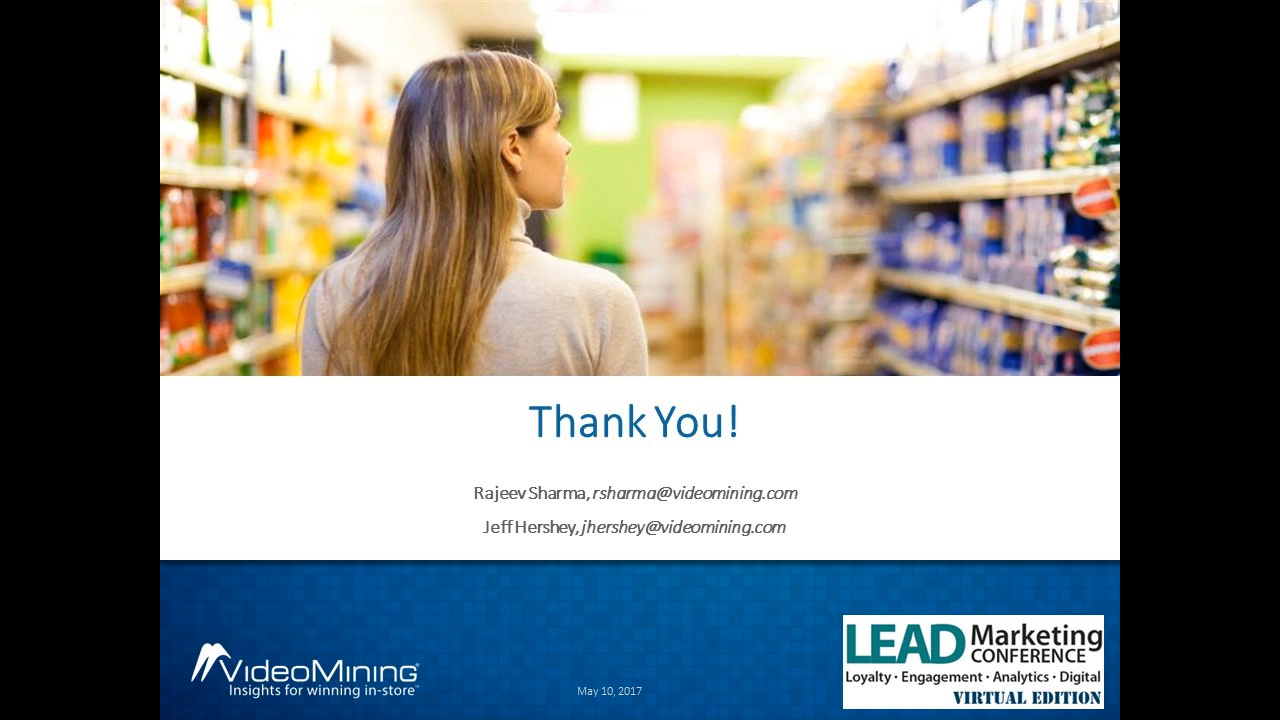 Thank You!
Rajeev Sharma, rsharma@videomining.com
Jeff Hershey, jhershey@videomining.com
VideoMining®
Insights for winning in-store™
May 10, 2017
LEAD Marketing
CONFERENCE
Loyalty · Engagement · Analytics · Digital
VIRTUAL EDITION